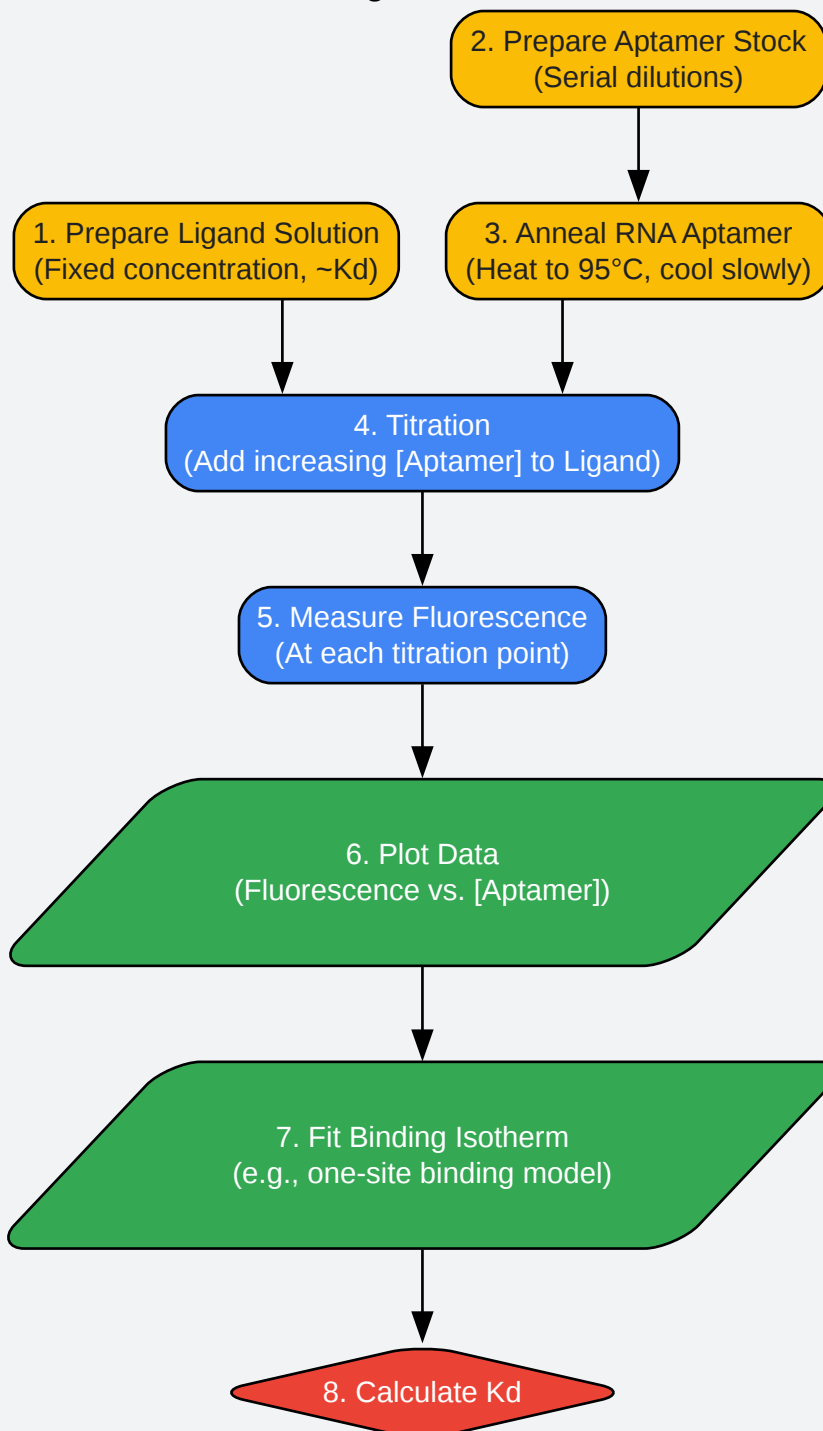 2. Prepare Aptamer Stock
(Serial dilutions)
1. Prepare Ligand Solution
(Fixed concentration, ~Kd)
3. Anneal RNA Aptamer
(Heat to 95°C, cool slowly)
4. Titration
(Add increasing [Aptamer] to Ligand)
5. Measure Fluorescence
(At each titration point)
6. Plot Data
(Fluorescence vs. [Aptamer])
7. Fit Binding Isotherm
(e.g., one-site binding model)
8. Calculate Kd